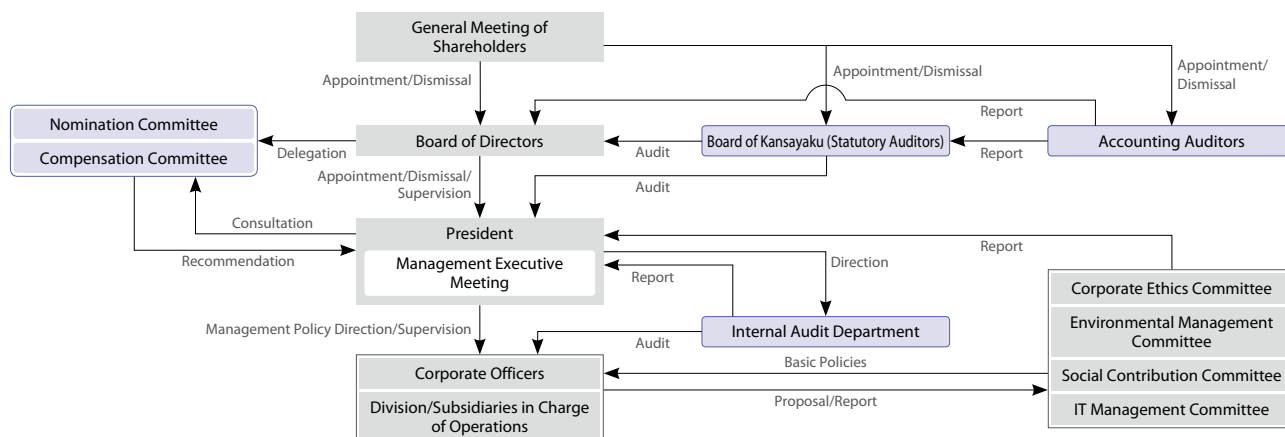 General Meeting of
Shareholders
Appointment/Dismissal
Appointment/Dismissal
Appointment/
Dismissal
Nomination Committee
Compensation Committee
Delegation
Board of Directors
Audit
Board of Kansayaku (Statutory Auditors)
Report
Report
Accounting Auditors
Appointment/Dismissal/
Supervision
Audit
Consultation
Recommendation
President
Management Executive
Meeting
Direction
Report
Report
Management Policy Direction/Supervision
Internal Audit Department
Audit
Corporate Ethics Committee
Environmental Management
Committee
Social Contribution Committee
IT Management Committee
Basic Policies
Proposal/Report
Corporate Officers
Division/Subsidiaries in Charge
of Operations